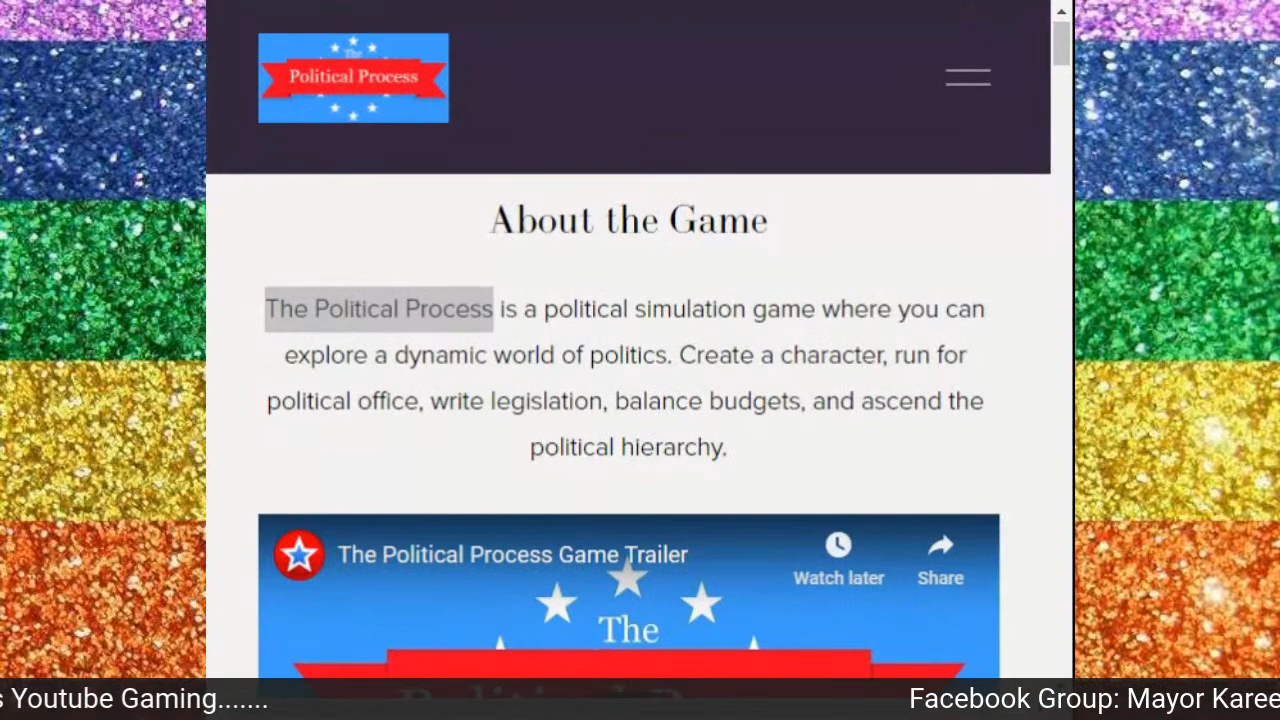 The
Political Process
About the Game
The Political Process is a political simulation game where you can
explore a dynamic world of politics. Create a character, run for
political office, write legislation, balance budgets, and ascend the
political hierarchy.
The Political Process Game Trailer
Watch later
Share
The
s Youtube Gaming.......
Facebook Group: Mayor Karee